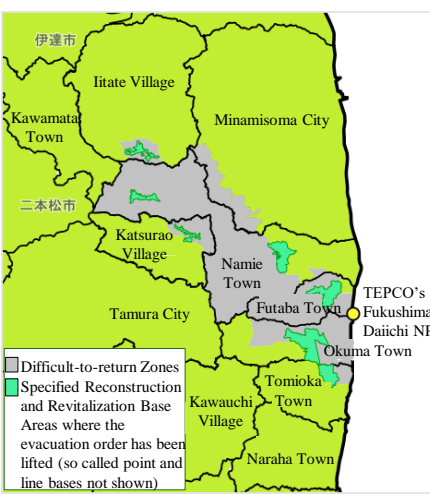 伊達市
Iitate Village
Kawamata
Town
Minamisoma City
二本松市
Katsurao
Village
Namie
Town
Tamura City
Futaba Town
TEPCO's
Fukushima
Daiichi NP
Okuma Town
Tomioka
Town
Kawauchi
Village
Naraha Town
Difficult-to-return Zones
Specified Reconstruction
and Revitalization Base
Areas where the
evacuation order has been
lifted (so called point and
line bases not shown)